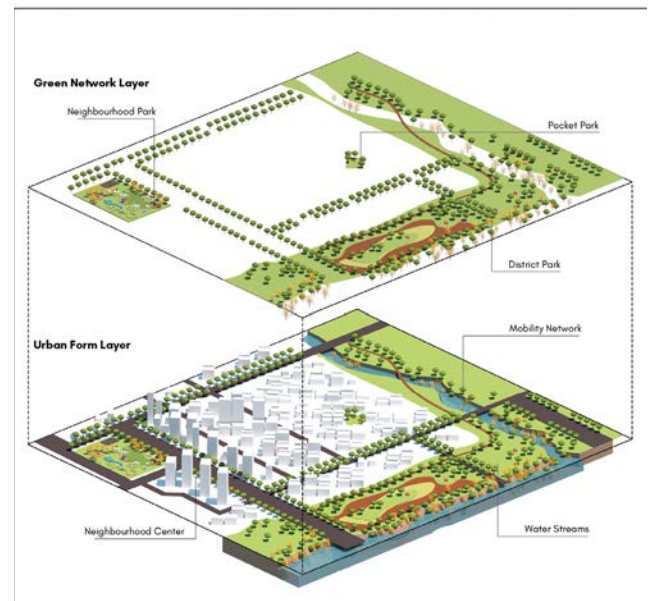 Green Network Layer
Neighbourhood Park
Pocket Park
District Park
Mobility Network
Urban Form Layer
Neighbourhood Center
Water Streams